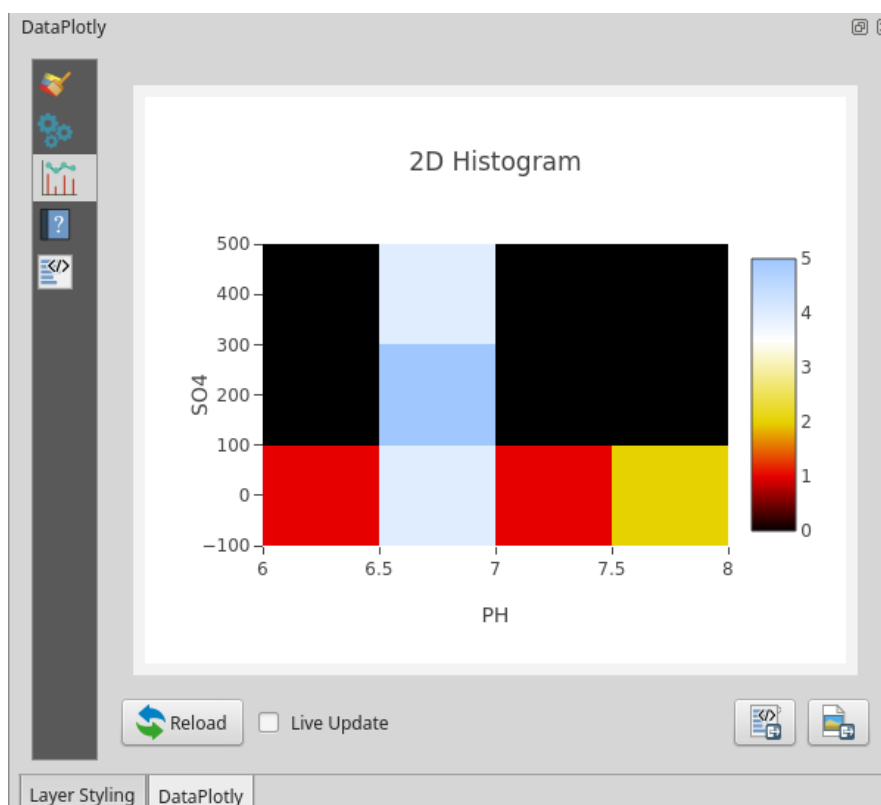 DataPlotly
?
</>
2D Histogram
500
400
300
200
100
0
−100
SO4
6
6.5
7
7.5
8
PH
5
4
3
2
1
0
Reload
Live Update
</>
Layer Styling
DataPlotly